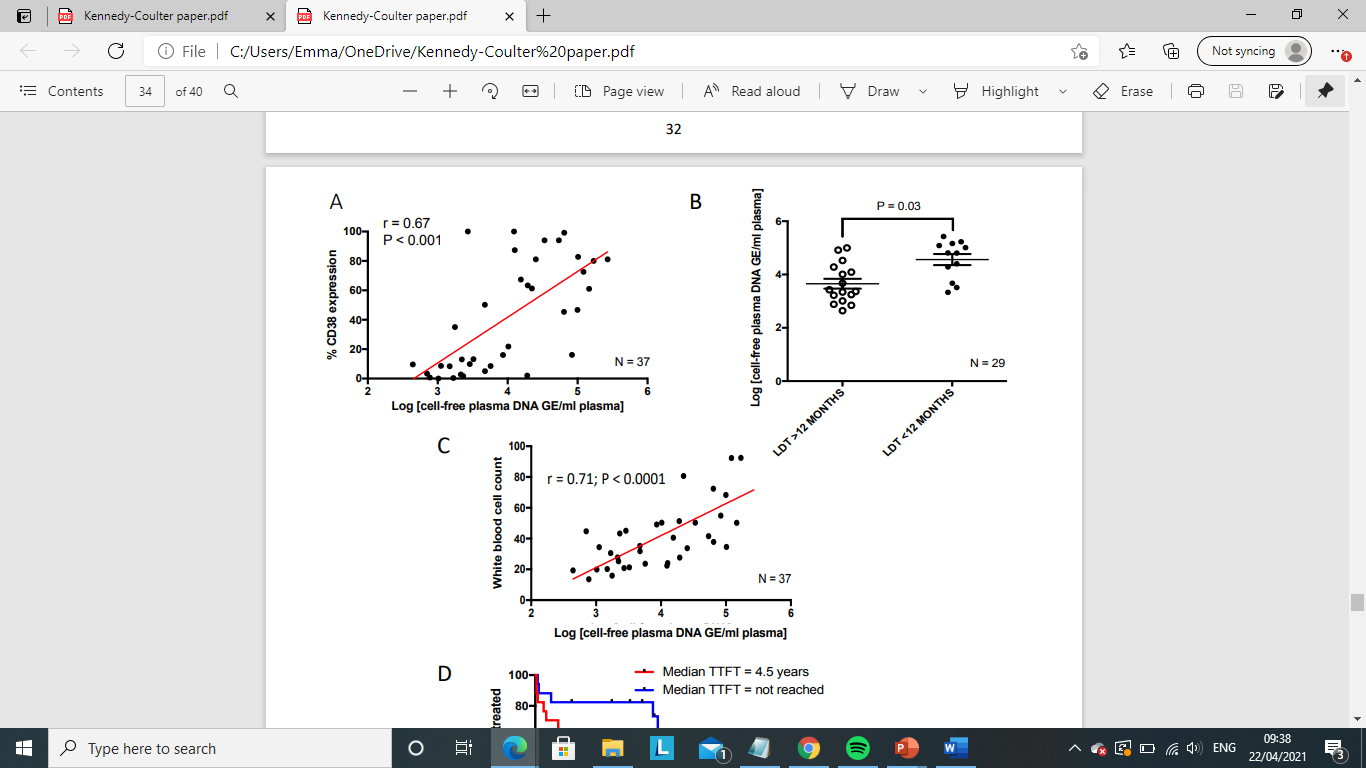 Kennedy-Coulter paper.pdf
Kennedy-Coulter paper.pdf
File
C:/Users/Emma/OneDrive/Kennedy-Coulter%20paper.pdf
Not syncing
Contents
34
of 40
Page view
Read aloud
Draw
Highlight
Erase
32
A
r = 0.67
P < 0.001
100
80
60
40
20
0
% CD38 expression
N = 37
2 3 4 5 6
Log [cell-free plasma DNA GE/ml plasma]
B
P = 0.03
Log [cell-free plasma DNA GE/ml plasma]
6
4
2
0
N = 29
LDT >12 MONTHS
LDT <12 MONTHS
C
r = 0.71; P < 0.0001
White blood cell count
100
80
60
40
20
0
N = 37
2 3 4 5 6
Log [cell-free plasma DNA GE/ml plasma]
D
Median TTFT = 4.5 years
Median TTFT = not reached
100
80
treated
Type here to search
L
1
ENG
09:38
22/04/2021
3